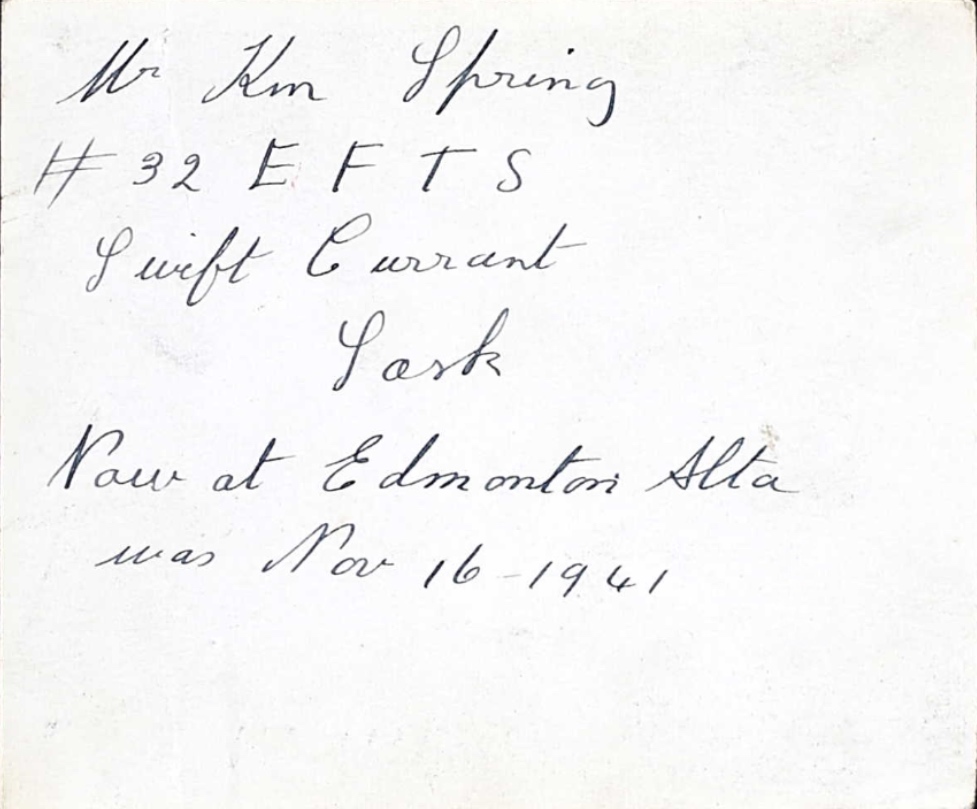 Mr Km Spring
# 32 E F T S
Swift Currant
Sask
Now at Edmonton Alta
was Nov 16 - 1941